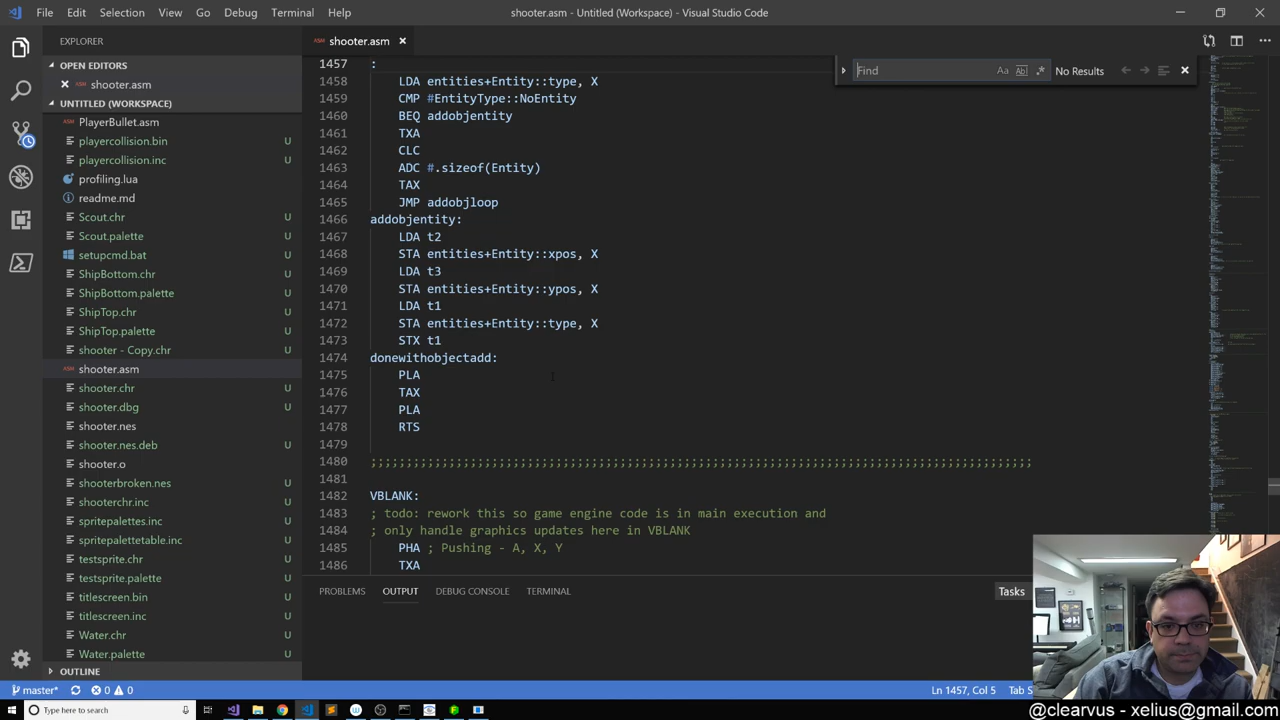 File Edit Selection View Go Debug Terminal Help
shooter.asm - Untitled (Workspace) - Visual Studio Code
EXPLORER
OPEN EDITORS
shooter.asm
UNTITLED (WORKSPACE)
PlayerBullet.asm
playercollision.bin U
playercollision.inc U
profiling.lua
readme.md
Scout.chr U
Scout.palette U
setupcmd.bat U
ShipBottom.chr U
ShipBottom.palette U
ShipTop.chr U
ShipTop.palette U
shooter - Copy.chr U
shooter.asm
shooter.chr U
shooter.dbg U
shooter.nes
shooter.nes.deb U
shooter.o
shooterbroken.nes U
shooterchr.inc U
spritepalettes.inc U
spritepalettetable.inc U
testsprite.chr U
testsprite.palette U
titlescreen.bin U
titlescreen.inc U
Water.chr U
Water.palette U
OUTLINE
shooter.asm
Find Aa Abl .* No Results
1457 :
1458 LDA entities+Entity::type, X
1459 CMP #EntityType::NoEntity
1460 BEQ addobjentity
1461 TXA
1462 CLC
1463 ADC #.sizeof(Entity)
1464 TAX
1465 JMP addobjloop
1466 addobjentity:
1467 LDA t2
1468 STA entities+Entity::xpos, X
1469 LDA t3
1470 STA entities+Entity::ypos, X
1471 LDA t1
1472 STA entities+Entity::type, X
1473 STX t1
1474 donewithobjectadd:
1475 PLA
1476 TAX
1477 PLA
1478 RTS
1479
1480 ;;;;;;;;;;;;;;;;;;;;;;;;;;;;;;;;;;;;;;;;;;;;;;;;;;;;;;;;;;;;;;;;;;;;;;;;;;;;;;;;;;;;;;;;;;;;;
1481
1482 VBLANK:
1483 ; todo: rework this so game engine code is in main execution and
1484 ; only handle graphics updates here in VBLANK
1485 PHA ; Pushing - A, X, Y
1486 TXA
PROBLEMS OUTPUT DEBUG CONSOLE TERMINAL
Tasks
master* 0 0
Ln 1457, Col 5 Tab S
Type here to search
@clearvus - xelius@gmail.com